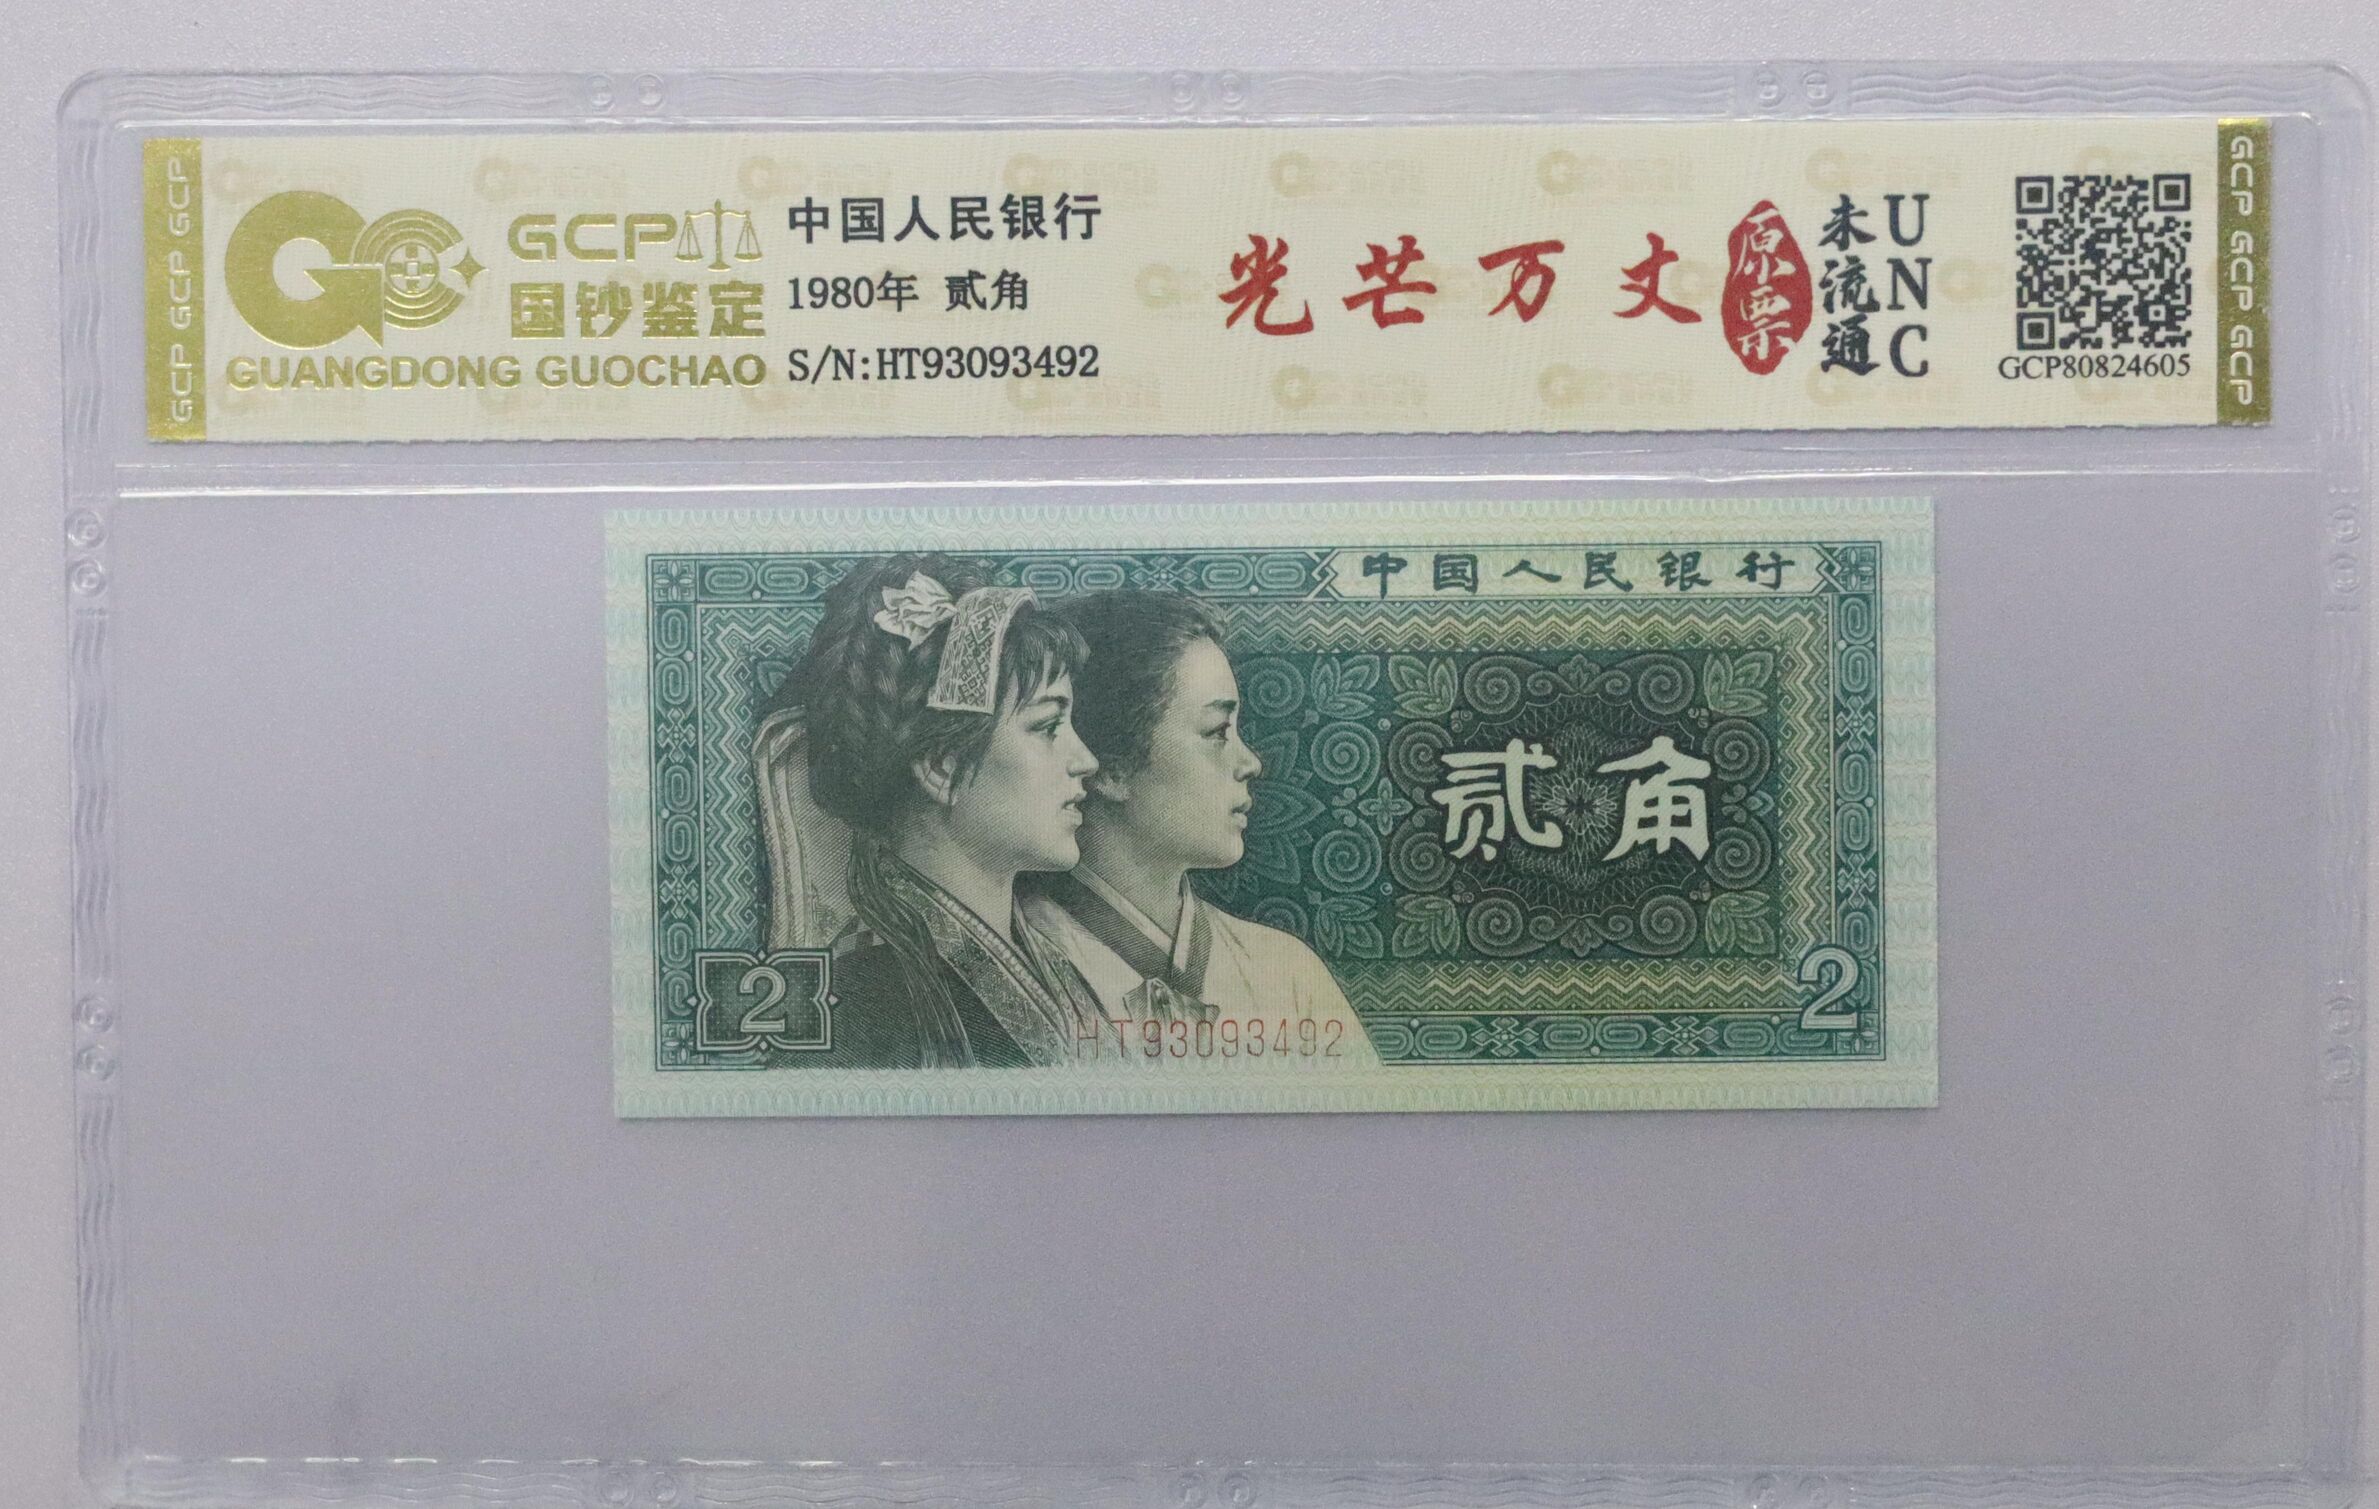 GCP GCP GCP
GCP
国钞鉴定
GUANGDONG GUOCHAO
中国人民银行
1980年 贰角
S/N:HT93093492
光芒万丈
原票
未流通
UNC
GCP80824605
GCP GCP GCP
中国人民银行
贰角
2
2
HT93093492